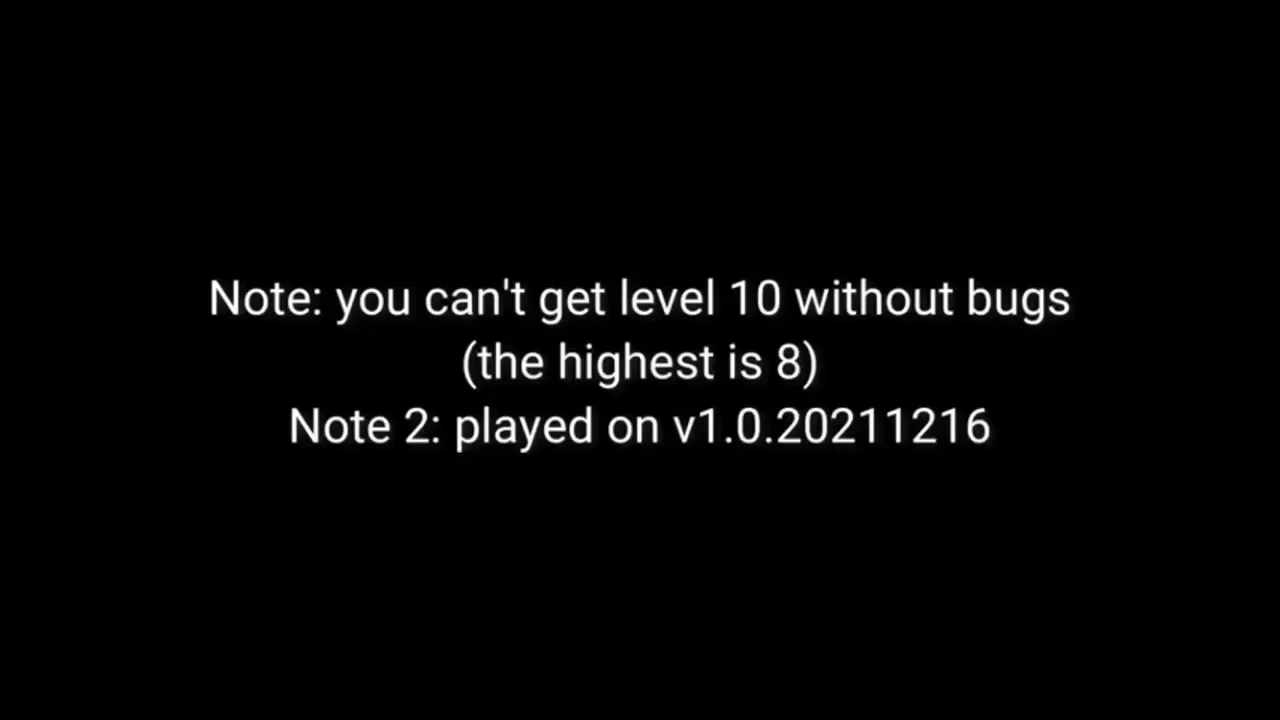 Note: you can't get level 10 without bugs
(the highest is 8)
Note 2: played on v1.0.20211216